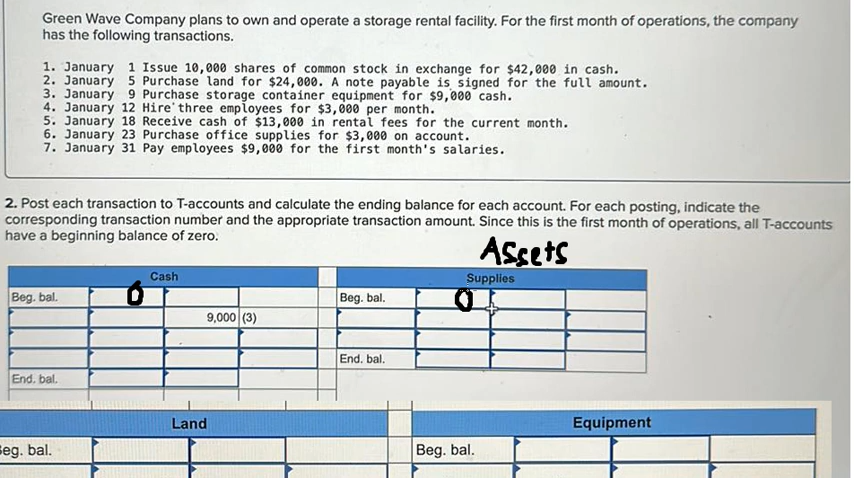 Green Wave Company plans to own and operate a storage rental facility. For the first month of operations, the company
has the following transactions.
1. January 1 Issue 10,000 shares of common stock in exchange for $42,000 in cash.
2. January 5 Purchase land for $24,000. A note payable is signed for the full amount.
3. January 9 Purchase storage container equipment for $9,000 cash.
4. January 12 Hire three employees for $3,000 per month.
5. January 18 Receive cash of $13,000 in rental fees for the current month.
6. January 23 Purchase office supplies for $3,000 on account.
7. January 31 Pay employees $9,000 for the first month's salaries.
2. Post each transaction to T-accounts and calculate the ending balance for each account. For each posting, indicate the
corresponding transaction number and the appropriate transaction amount. Since this is the first month of operations, all T-accounts
have a beginning balance of zero.
Assets
Cash Supplies
Beg. bal. 0 Beg. bal. 0
9,000 (3)
End. bal.
End. bal.
Land Equipment
Beg. bal. Beg. bal.